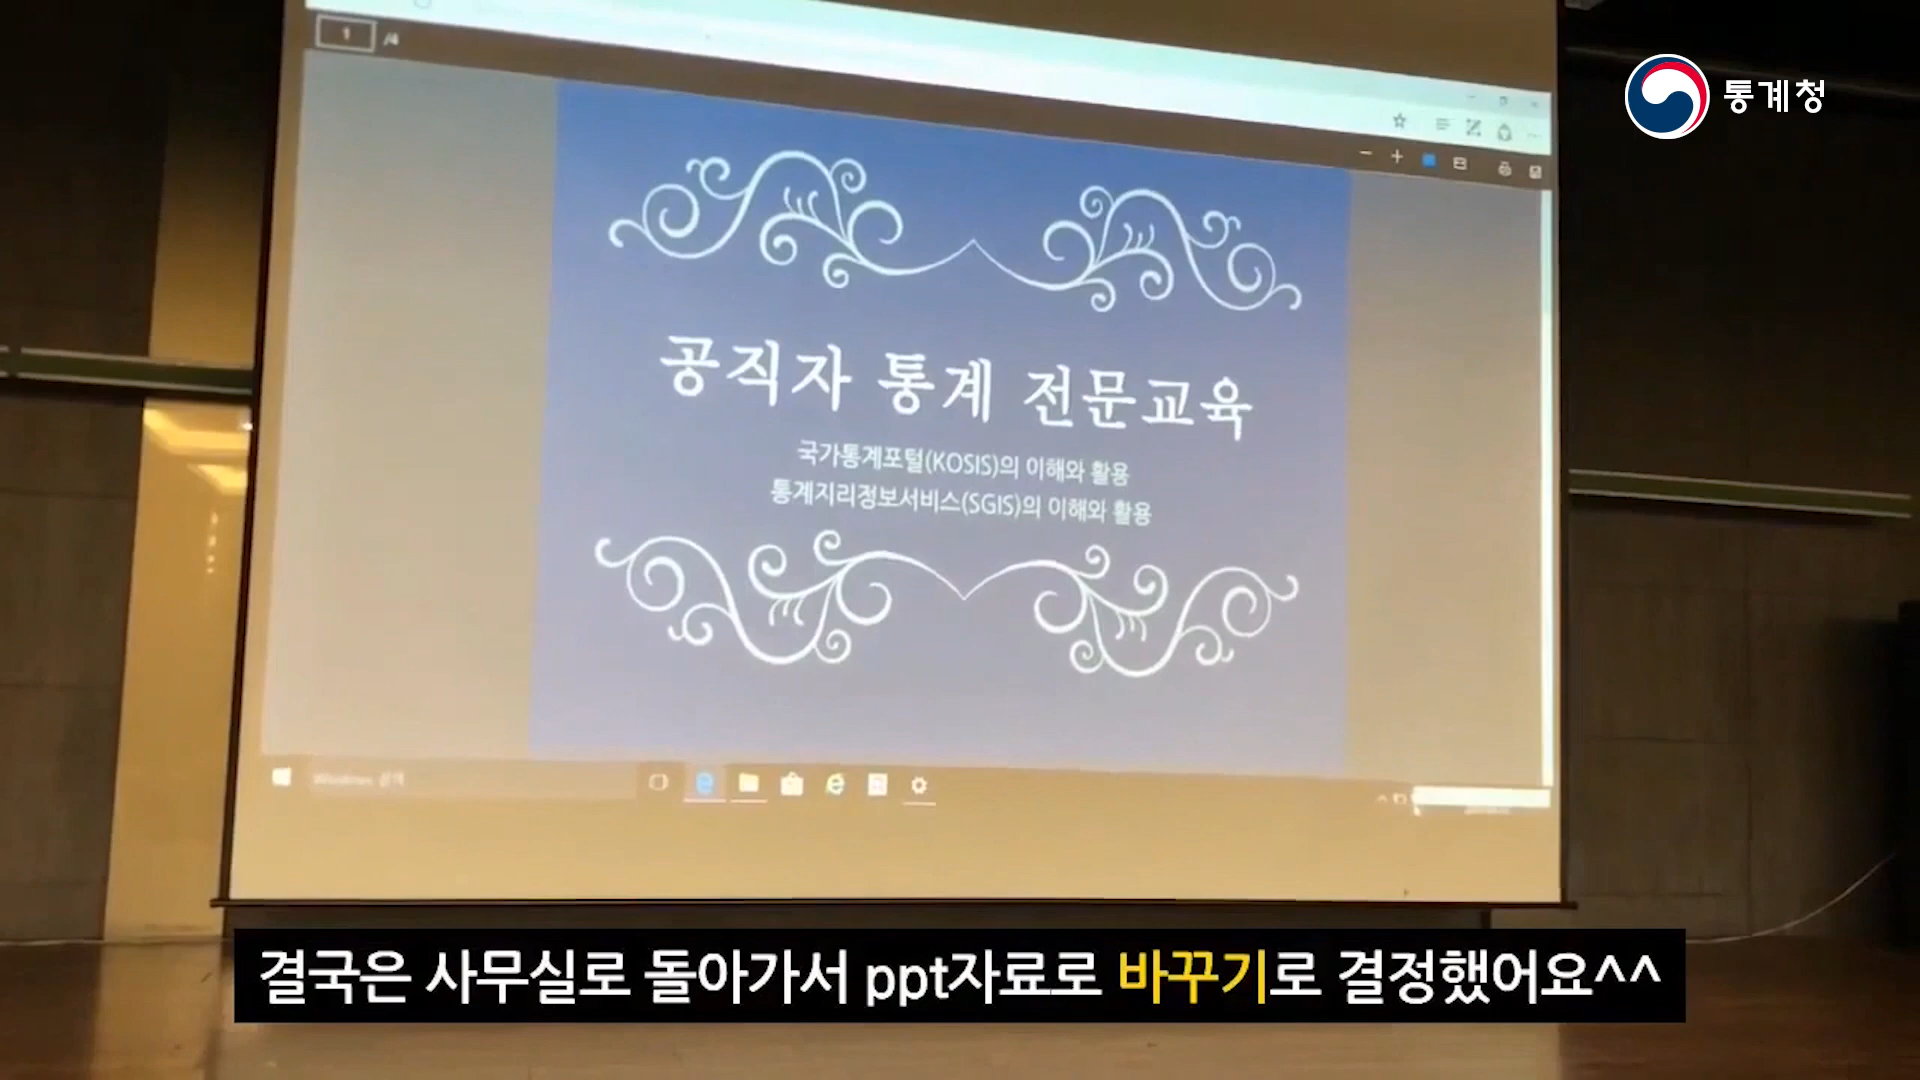 1 /4
통계청
공직자 통계 전문교육
국가통계포털(KOSIS)의 이해와 활용
통계지리정보서비스(SGIS)의 이해와 활용
Windows 검색
결국은 사무실로 돌아가서 ppt자료로 바꾸기로 결정했어요^^